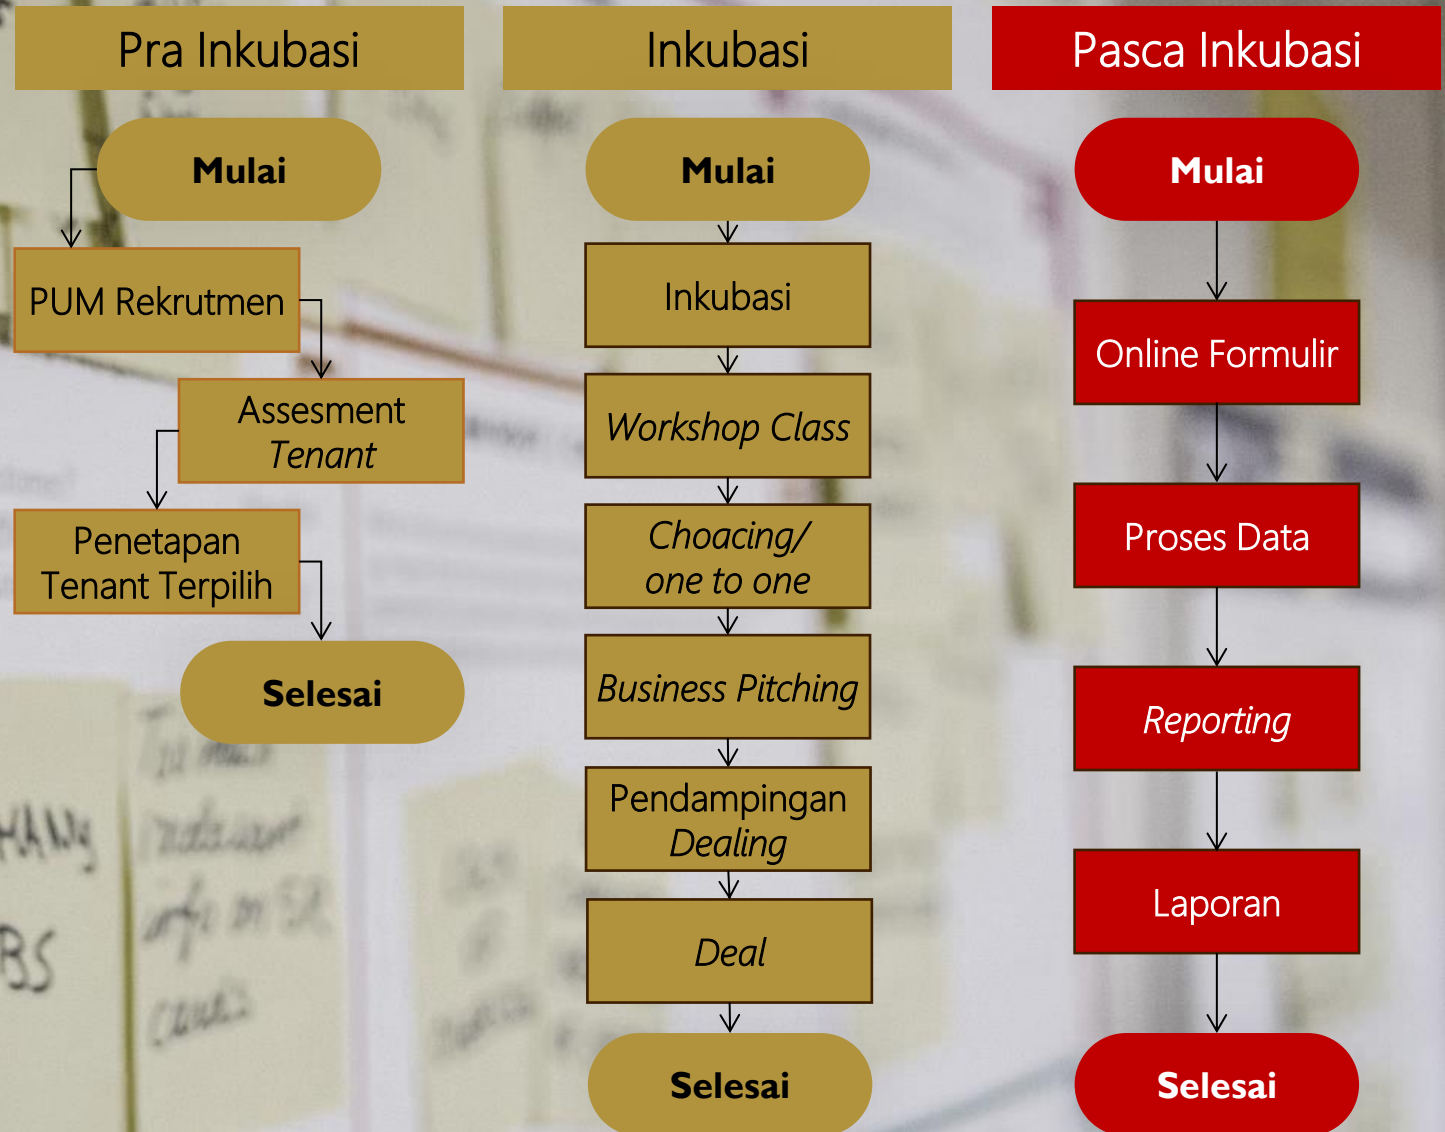 Pra Inkubasi
Mulai
PUM Rekrutmen
Assesment
Tenant
Penetapan
Tenant Terpilih
Selesai
Inkubasi
Mulai
Inkubasi
Workshop Class
Choacing/
one to one
Business Pitching
Pendampingan
Dealing
Deal
Selesai
Pasca Inkubasi
Mulai
Online Formulir
Proses Data
Reporting
Laporan
Selesai